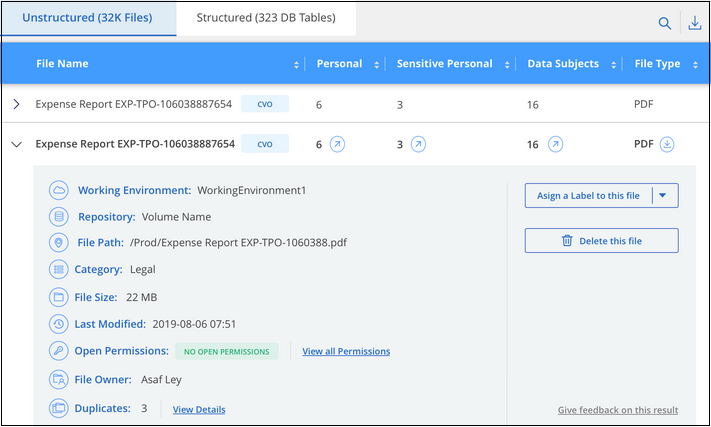 Unstructured (32K Files) Structured (323 DB Tables)
File Name Personal Sensitive Personal Data Subjects File Type
Expense Report EXP-TPO-106038887654 CVO 6 3 16 PDF
Expense Report EXP-TPO-106038887654 CVO 6 3 16 PDF
Working Environment: WorkingEnvironment1
Asign a Label to this file
Repository: Volume Name
File Path: /Prod/Expense Report EXP-TPO-1060388.pdf
Delete this file
Category: Legal
File Size: 22 MB
Last Modified: 2019-08-06 07:51
Open Permissions: NO OPEN PERMISSIONS View all Permissions
File Owner: Asaf Ley
Duplicates: 3 View Details
Give feedback on this result